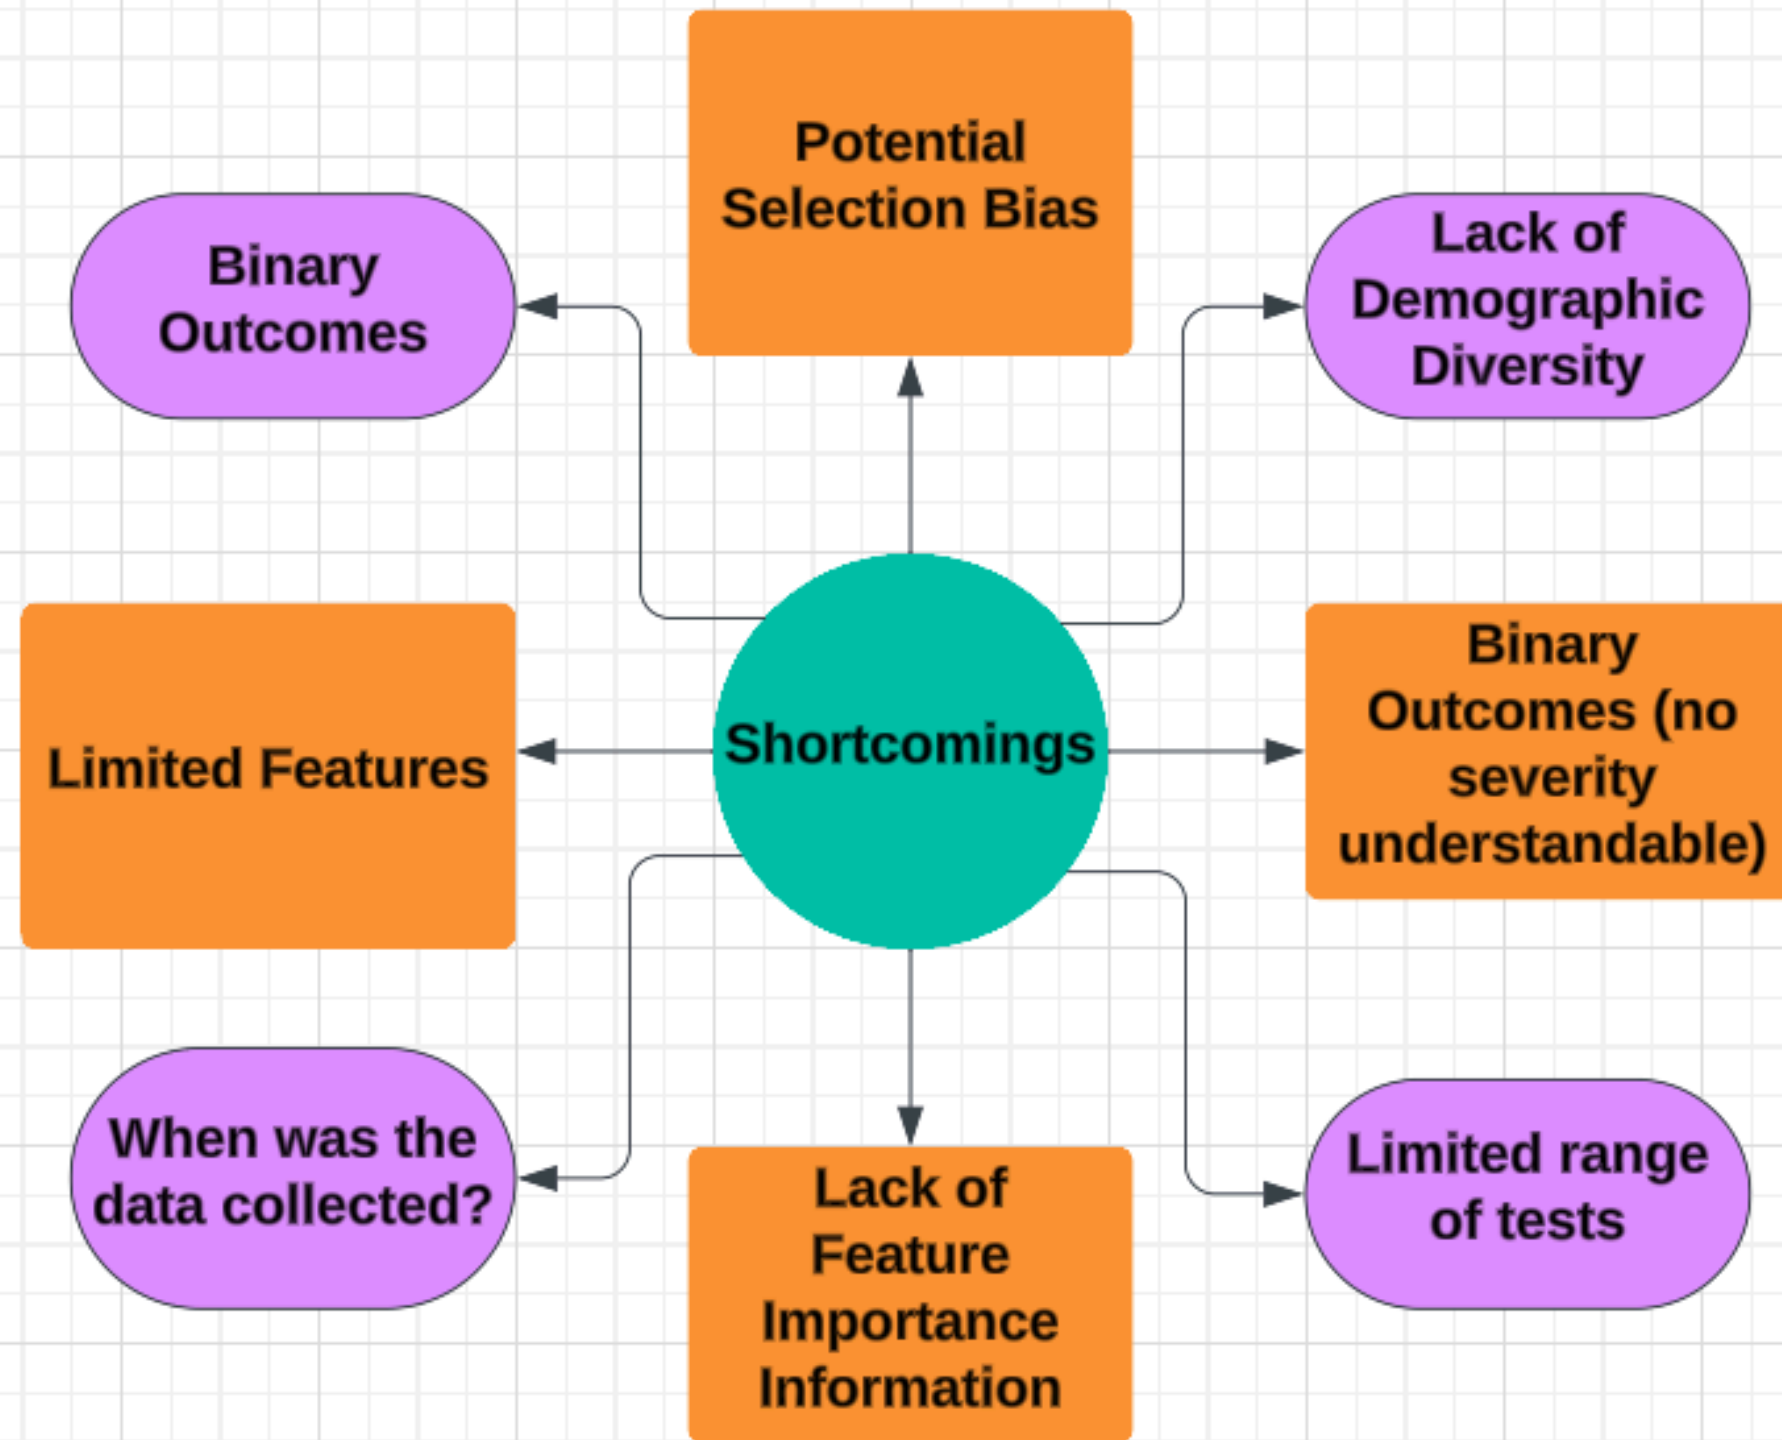 Potential
Selection Bias
Binary
Outcomes
Lack of
Demographic
Diversity
Limited Features
Shortcomings
Binary
Outcomes (no
severity
understandable)
When was the
data collected?
Lack of
Feature
Importance
Information
Limited range
of tests